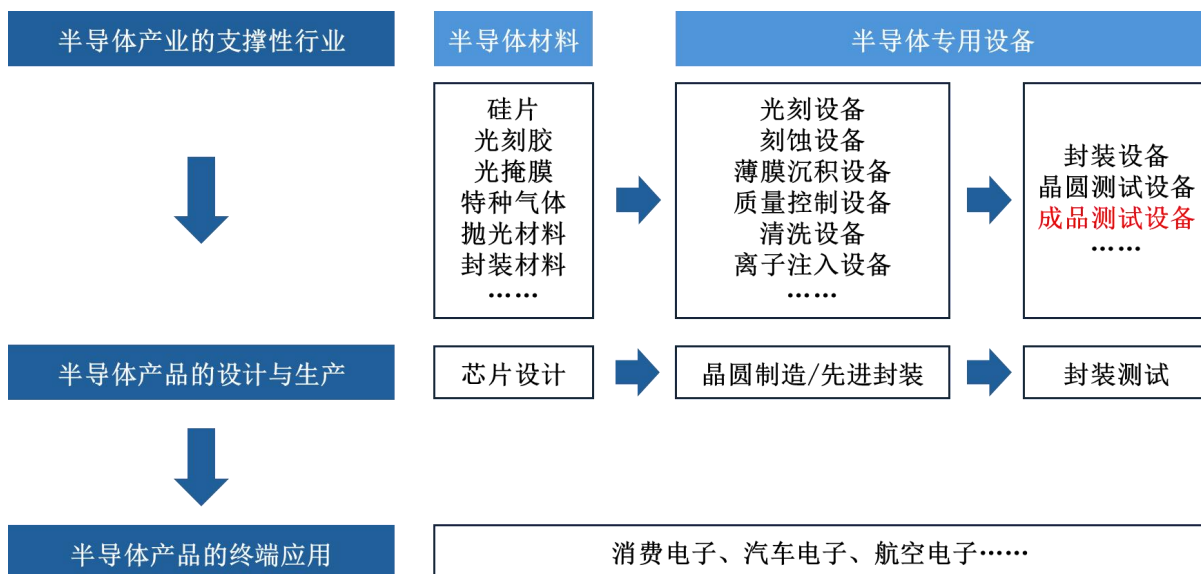 半导体产业的支撑性行业
半导体材料
半导体专用设备
硅片
光刻胶
光掩膜
特种气体
抛光材料
封装材料
……
光刻设备
刻蚀设备
薄膜沉积设备
质量控制设备
清洗设备
离子注入设备
……
封装设备
晶圆测试设备
成品测试设备
……
半导体产品的设计与生产
芯片设计
晶圆制造/先进封装
封装测试
半导体产品的终端应用
消费电子、汽车电子、航空电子……